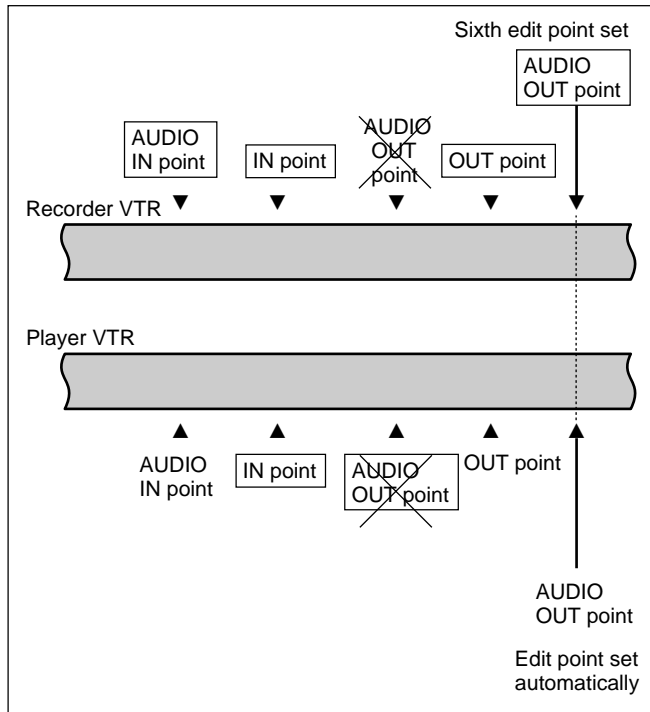 Sixth edit point set
AUDIO
OUT point
AUDIO
IN point
IN point
AUDIO
OUT
point
OUT point
Recorder VTR
Player VTR
AUDIO
IN point
IN point
AUDIO
OUT point
OUT point
AUDIO
OUT point
Edit point set
automatically